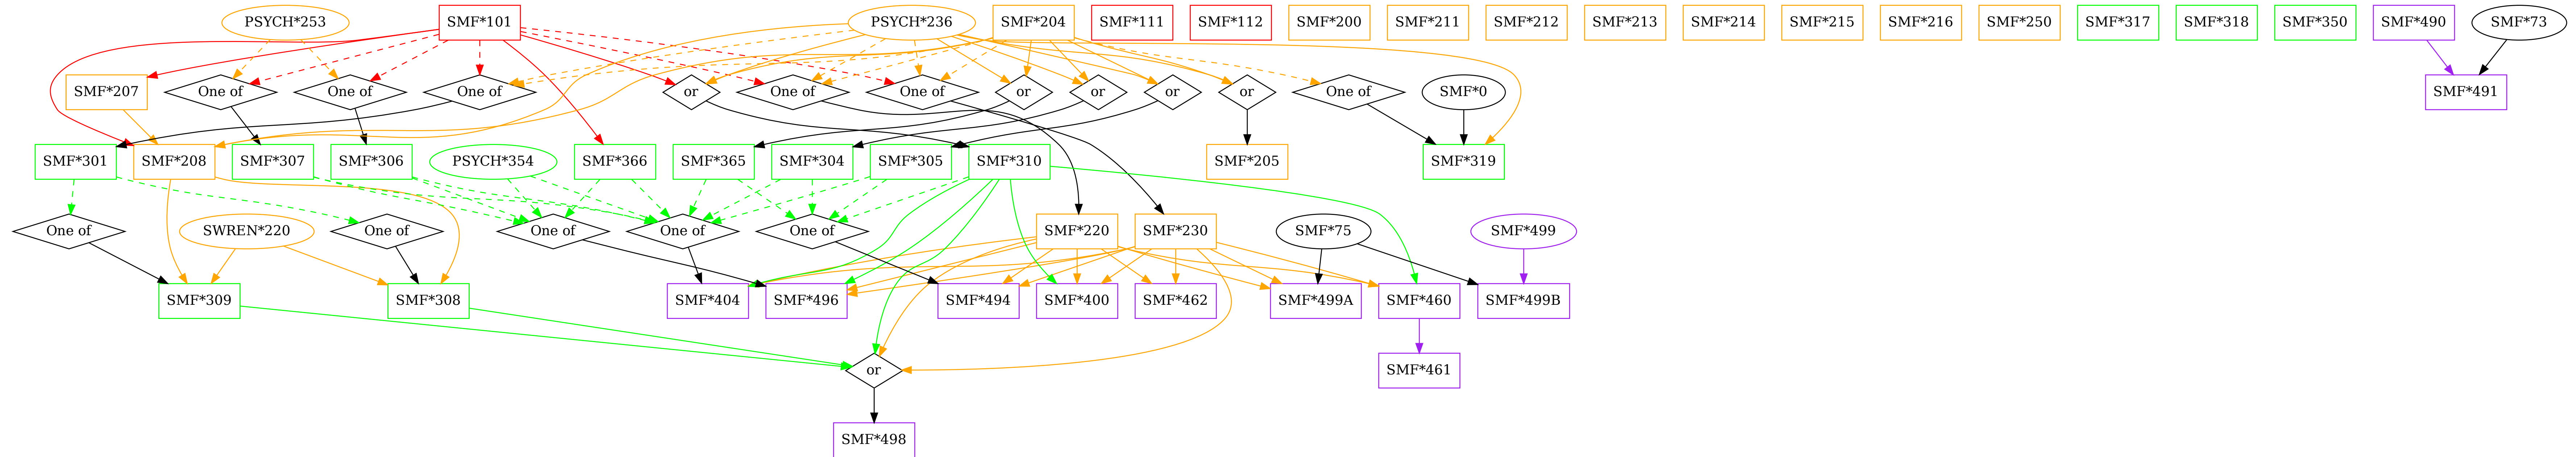 PSYCH*253
SMF*101
PSYCH*236
SMF*204
SMF*111
SMF*112
SMF*200
SMF*211
SMF*212
SMF*213
SMF*214
SMF*215
SMF*216
SMF*250
SMF*317
SMF*318
SMF*350
SMF*490
SMF*73
SMF*207
One of
One of
One of
or
One of
One of
or
or
or
or
One of
SMF*0
SMF*491
SMF*301
SMF*208
SMF*307
SMF*306
PSYCH*354
SMF*366
SMF*365
SMF*304
SMF*305
SMF*310
SMF*205
SMF*319
One of
SWREN*220
One of
One of
One of
One of
SMF*220
SMF*230
SMF*75
SMF*499
SMF*309
SMF*308
SMF*404
SMF*496
SMF*494
SMF*400
SMF*462
SMF*499A
SMF*460
SMF*499B
or
SMF*461
SMF*498